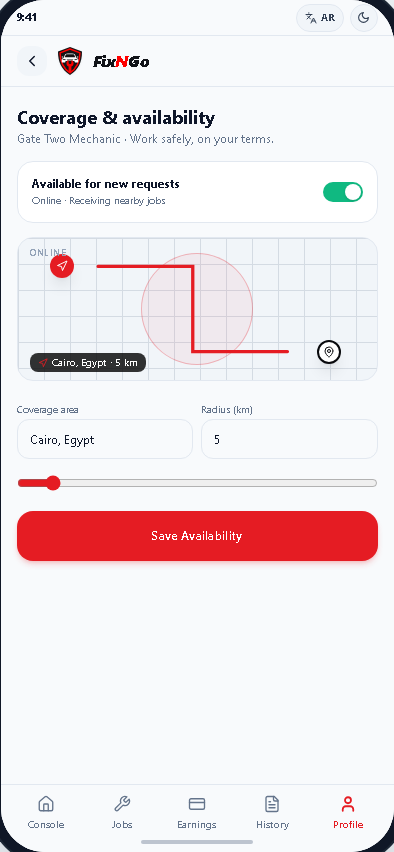 9:41
AR
FixNGo
Coverage & availability
Gate Two Mechanic · Work safely, on your terms.
Available for new requests
Online · Receiving nearby jobs
ONLINE
Cairo, Egypt · 5 km
Coverage area
Radius (km)
Cairo, Egypt
5
Save Availability
Console
Jobs
Earnings
History
Profile